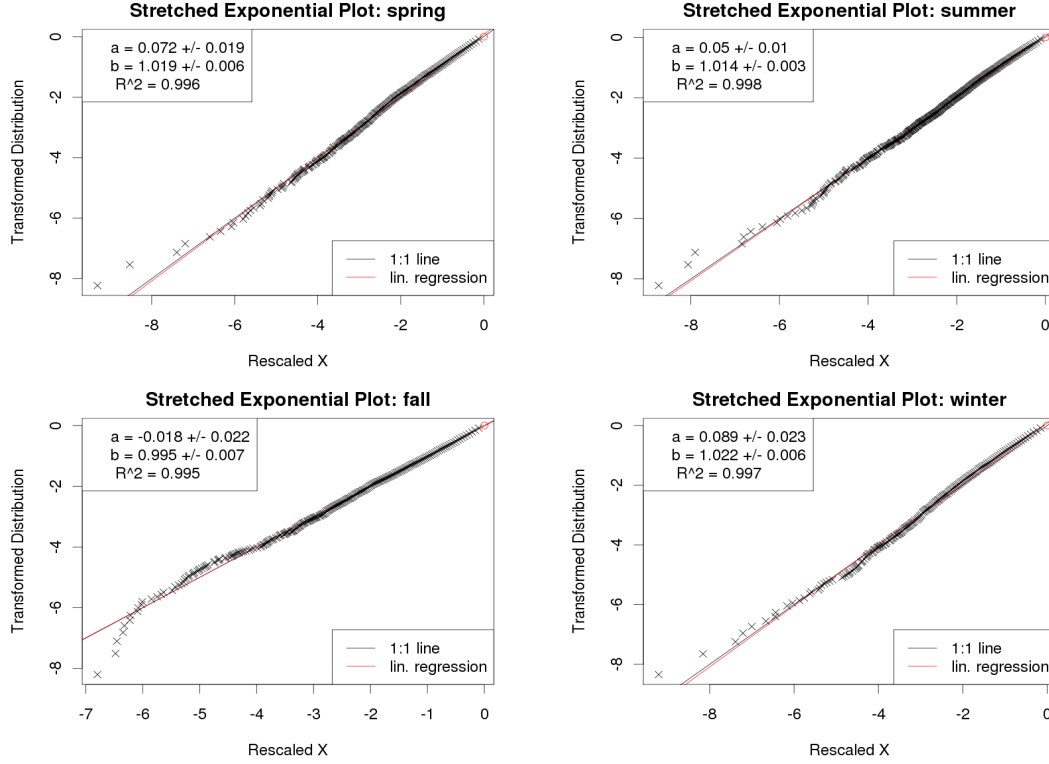 Stretched Exponential Plot: spring
a = 0.072 +/- 0.019
b = 1.019 +/- 0.006
R^2 = 0.996
Transformed Distribution
0
-2
-4
-6
-8
1:1 line
lin. regression
-8 -6 -4 -2 0
Rescaled X
Stretched Exponential Plot: summer
a = 0.05 +/- 0.01
b = 1.014 +/- 0.003
R^2 = 0.998
Transformed Distribution
0
-2
-4
-6
-8
1:1 line
lin. regression
-8 -6 -4 -2 0
Rescaled X
Stretched Exponential Plot: fall
a = -0.018 +/- 0.022
b = 0.995 +/- 0.007
R^2 = 0.995
Transformed Distribution
0
-2
-4
-6
-8
1:1 line
lin. regression
-7 -6 -5 -4 -3 -2 -1 0
Rescaled X
Stretched Exponential Plot: winter
a = 0.089 +/- 0.023
b = 1.022 +/- 0.006
R^2 = 0.997
Transformed Distribution
0
-2
-4
-6
-8
1:1 line
lin. regression
-8 -6 -4 -2 0
Rescaled X